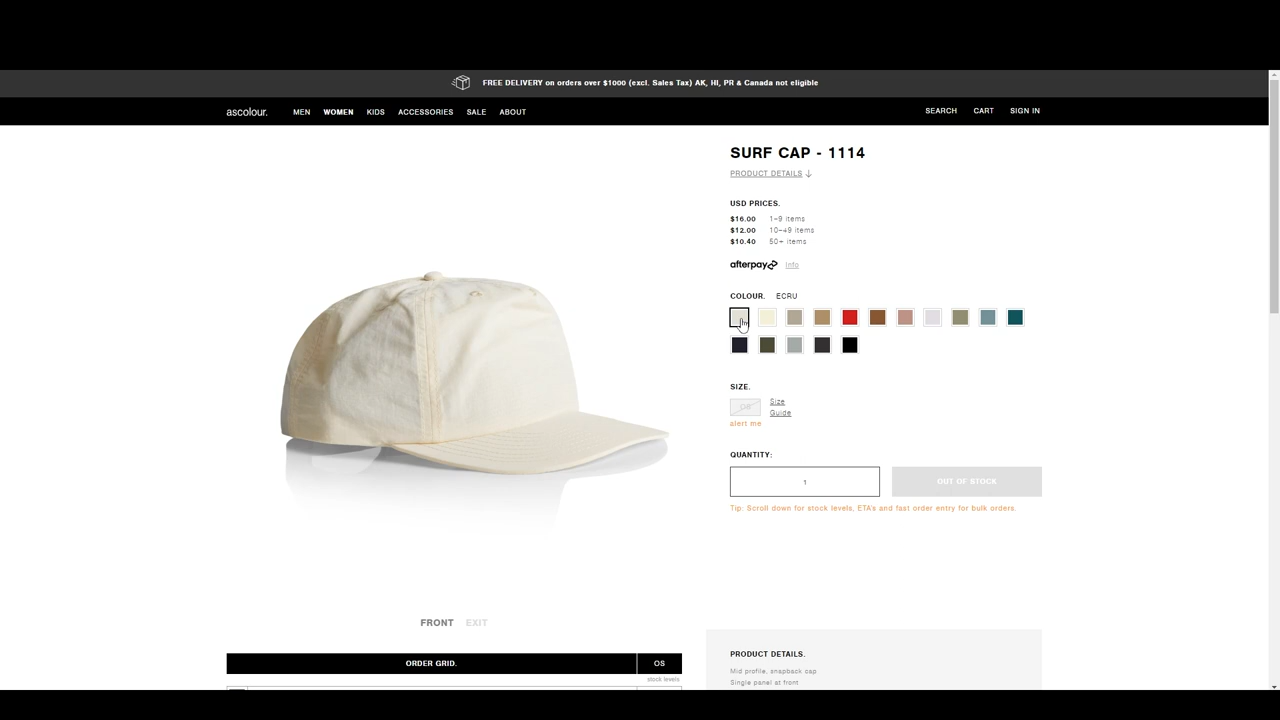 FREE DELIVERY on orders over $1000 (excl. Sales Tax) AK, HI, PR & Canada not eligible
ascolour. MEN WOMEN KIDS ACCESSORIES SALE ABOUT SEARCH CART SIGN IN
SURF CAP - 1114
PRODUCT DETAILS
USD PRICES.
$16.00 1-9 items
$12.00 10-49 items
$10.40 50+ items
afterpay Info
COLOUR. ECRU
SIZE.
OS
Size
Guide
alert me
QUANTITY:
1 OUT OF STOCK
Tip: Scroll down for stock levels, ETA's and fast order entry for bulk orders.
FRONT EXIT
ORDER GRID. OS
stock levels
PRODUCT DETAILS.
Mid profile, snapback cap
Single panel at front